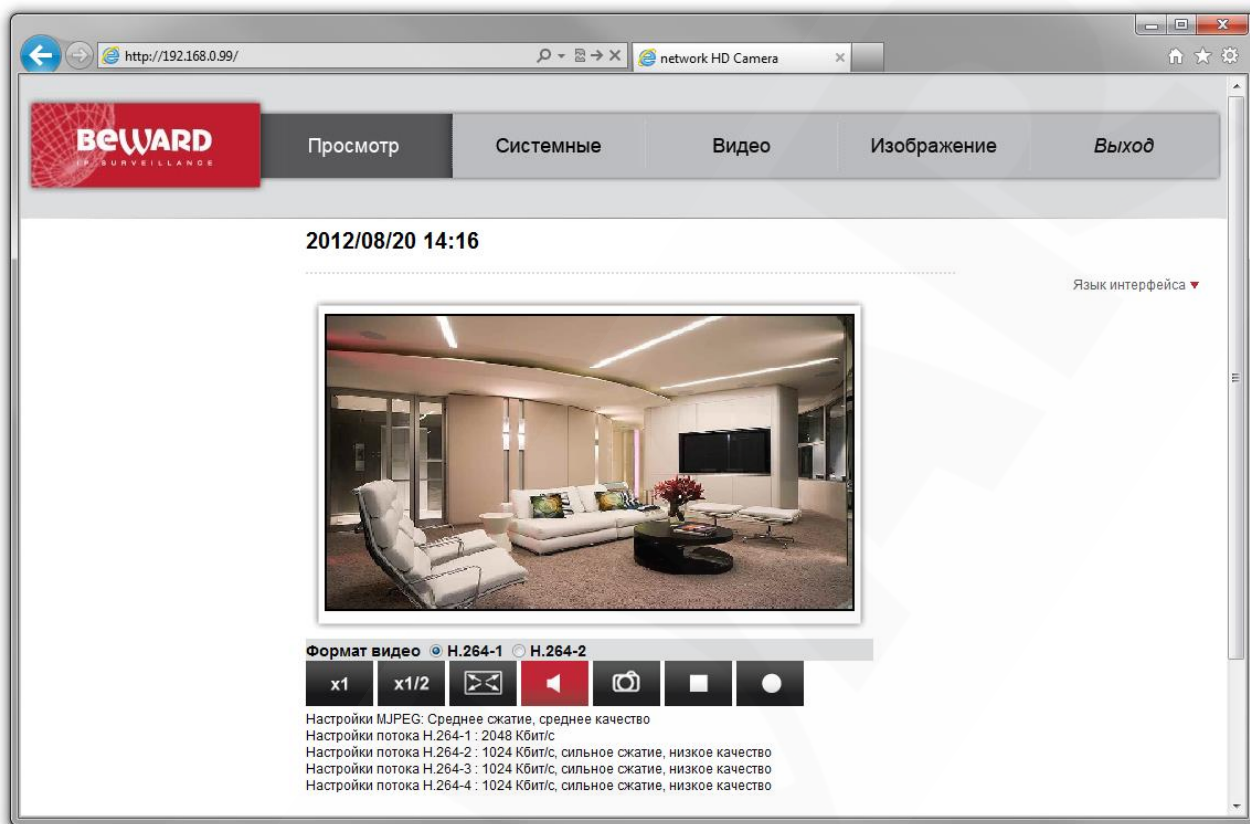 http://192.168.0.99/
network HD Camera
BEWARD
IP SURVEILLANCE
Просмотр
Системные
Видео
Изображение
Выход
2012/08/20 14:16
Язык интерфейса
Формат видео H.264-1 H.264-2
x1
x1/2
Настройки MJPEG: Среднее сжатие, среднее качество
Настройки потока H.264-1 : 2048 Кбит/с
Настройки потока H.264-2 : 1024 Кбит/с, сильное сжатие, низкое качество
Настройки потока H.264-3 : 1024 Кбит/с, сильное сжатие, низкое качество
Настройки потока H.264-4 : 1024 Кбит/с, сильное сжатие, низкое качество